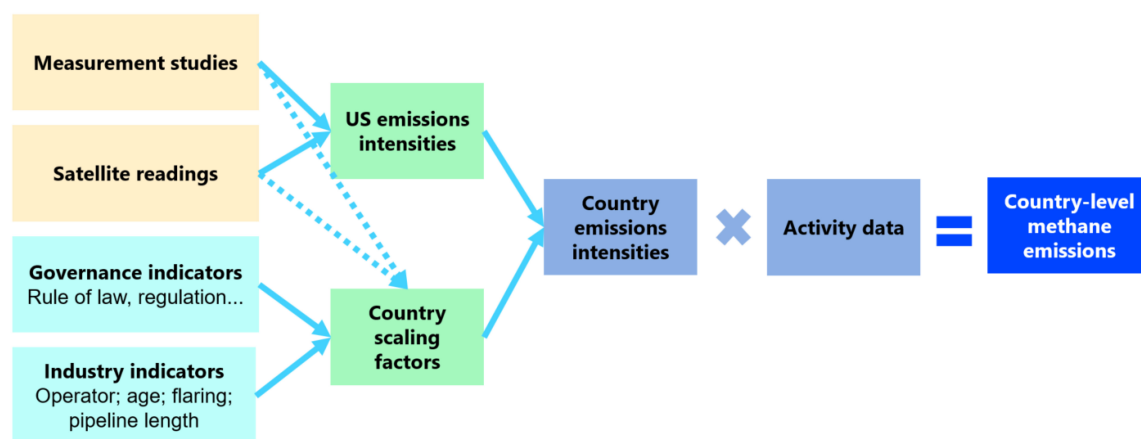 Measurement studies
Satellite readings
Governance indicators
Rule of law, regulation...
Industry indicators
Operator; age; flaring;
pipeline length
US emissions
intensities
Country
scaling
factors
Country
emissions
intensities
×
Activity data
=
Country-level
methane
emissions